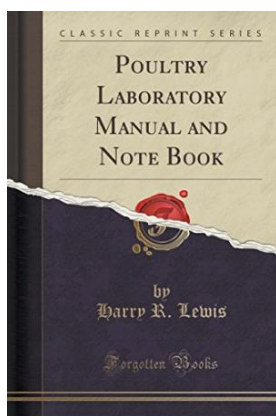 CLASSIC REPRINT SERIES
POULTRY
LABORATORY
MANUAL AND
NOTE BOOK
by
Harry R. Lewis
Forgotten Books